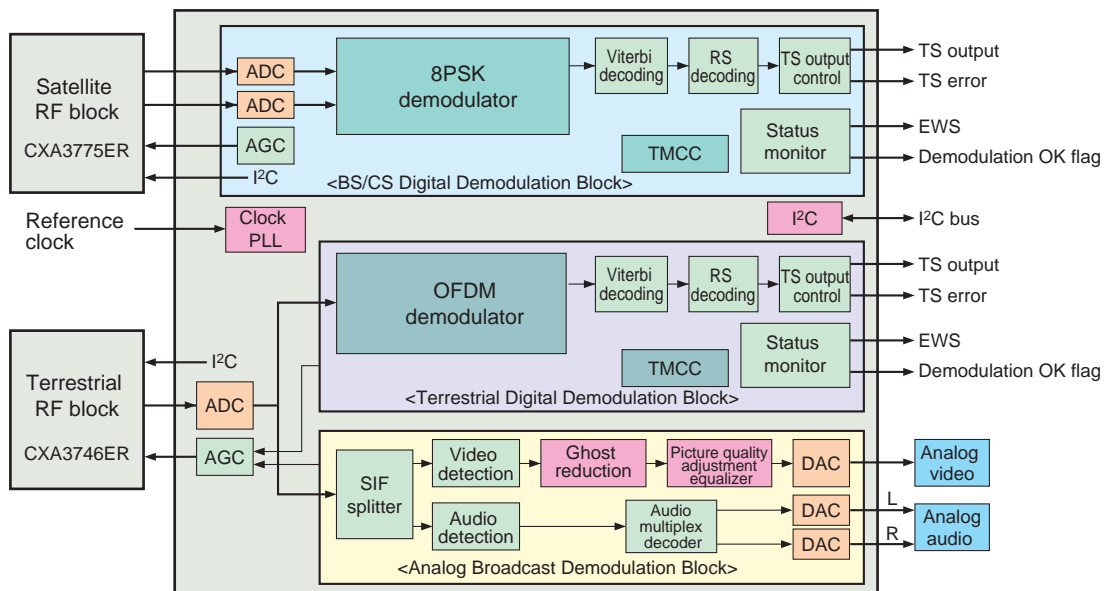 Satellite
RF block
CXA3775ER
ADC
ADC
AGC
I²C
8PSK
demodulator
Viterbi
decoding
RS
decoding
TS output
control
TMCC
Status
monitor
<BS/CS Digital Demodulation Block>
TS output
TS error
EWS
Demodulation OK flag
Reference
clock
Clock
PLL
I²C
I²C bus
OFDM
demodulator
Viterbi
decoding
RS
decoding
TS output
control
TMCC
Status
monitor
<Terrestrial Digital Demodulation Block>
TS output
TS error
EWS
Demodulation OK flag
Terrestrial
RF block
CXA3746ER
I²C
ADC
AGC
SIF
splitter
Video
detection
Ghost
reduction
Picture quality
adjustment
equalizer
DAC
Analog
video
Audio
detection
Audio
multiplex
decoder
DAC
DAC
L
R
Analog
audio
<Analog Broadcast Demodulation Block>